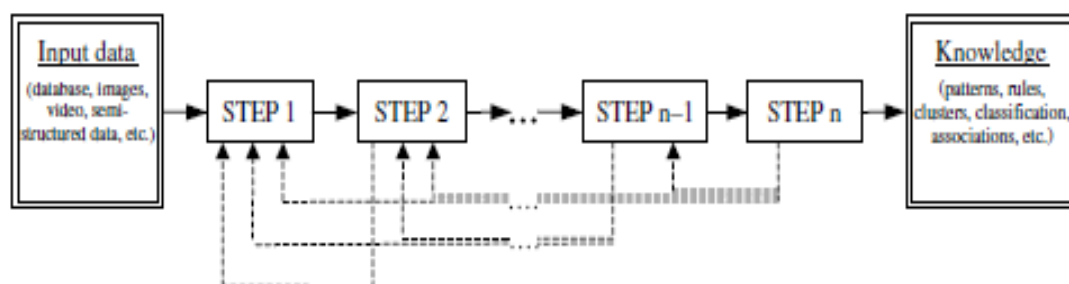 Input data
(database, images,
video, semi-
structured data, etc.)
STEP 1
STEP 2
...
STEP n–1
STEP n
Knowledge
(patterns, rules,
clusters, classification,
associations, etc.)
....
....